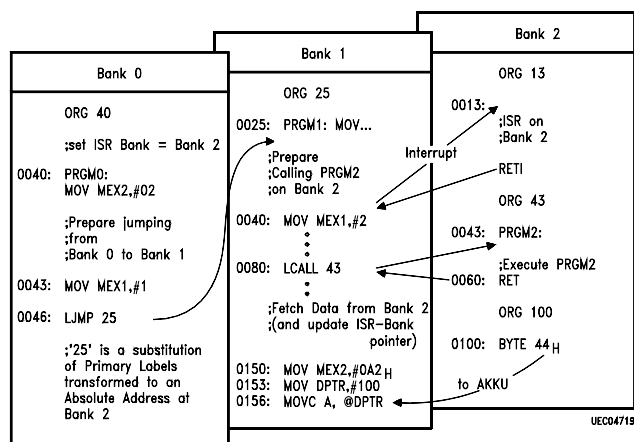 Bank 0
ORG 40
;set ISR Bank = Bank 2
0040: PRGM0:
MOV MEX2,#02
;Prepare jumping
;from
;Bank 0 to Bank 1
0043: MOV MEX1,#1
0046: LJMP 25
;'25' is a substitution
of Primary Labels
transformed to an
Absolute Address at
Bank 2
Bank 1
ORG 25
0025: PRGM1: MOV...
;Prepare
;Calling PRGM2
;on Bank 2
0040: MOV MEX1,#2
0080: LCALL 43
;Fetch Data from Bank 2
;(and update ISR-Bank
pointer)
0150: MOV MEX2,#0A2H
0153: MOV DPTR,#100
0156: MOVC A, @DPTR
Interrupt
Bank 2
ORG 13
0013:
;ISR on
;Bank 2
RETI
ORG 43
0043: PRGM2:
;Execute PRGM2
0060: RET
ORG 100
0100: BYTE 44H
to AKKU
UEC04719